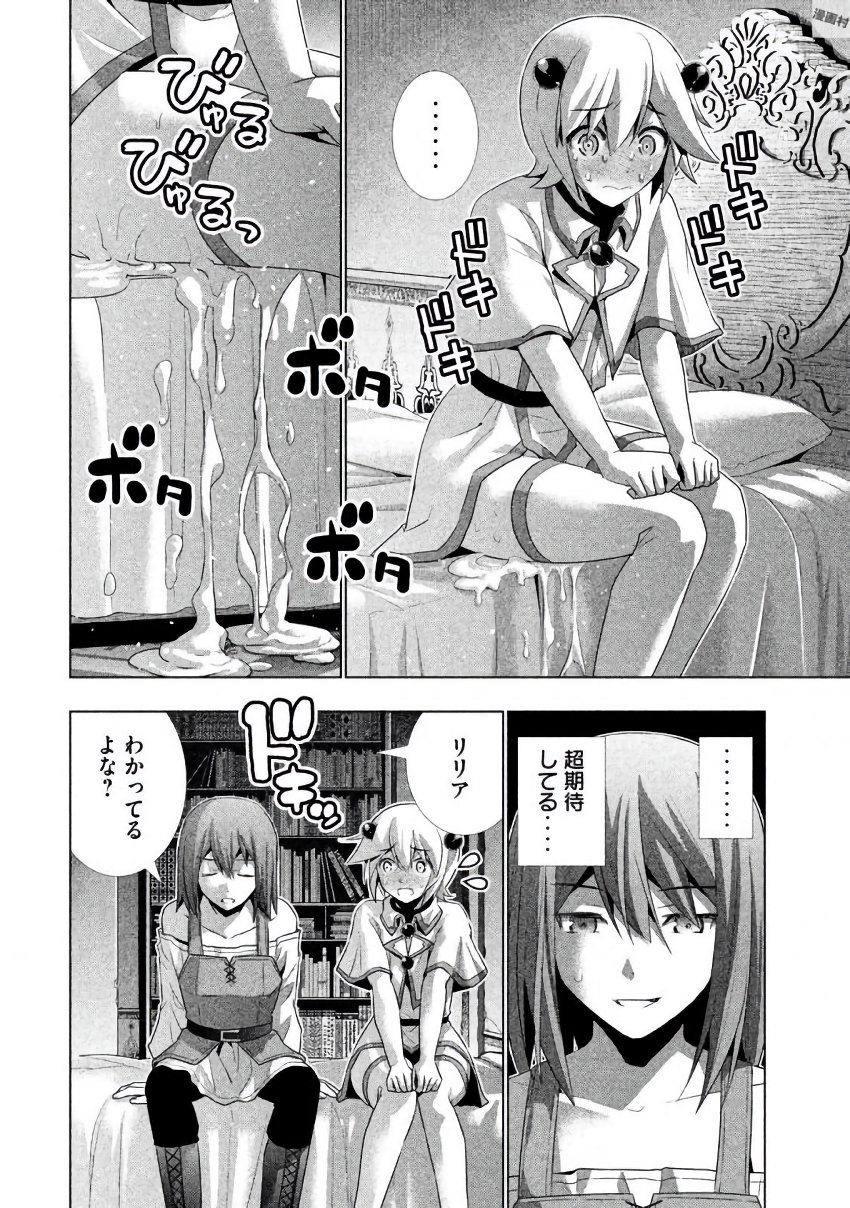 漫画村
・・・・・・
ドキ
ドキ
ドキ
ドキ
びゅる
びゅるっ
ボタ
ボタ
ボタ
・・・・・・・・
超期待
してる・・・・
リリア
ドキッ
わかってる
よな？